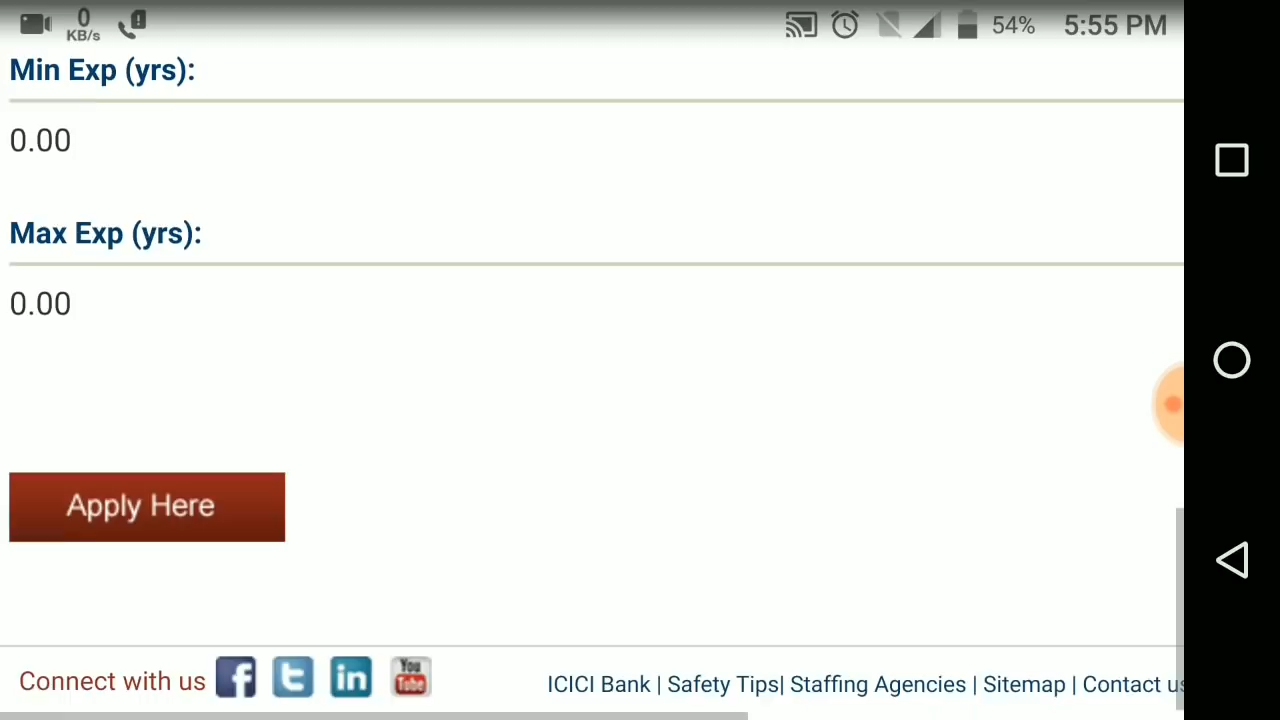 0
KB/s
54%
5:55 PM
Min Exp (yrs):
0.00
Max Exp (yrs):
0.00
Apply Here
Connect with us
f
t
in
You
Tube
ICICI Bank | Safety Tips| Staffing Agencies | Sitemap | Contact us